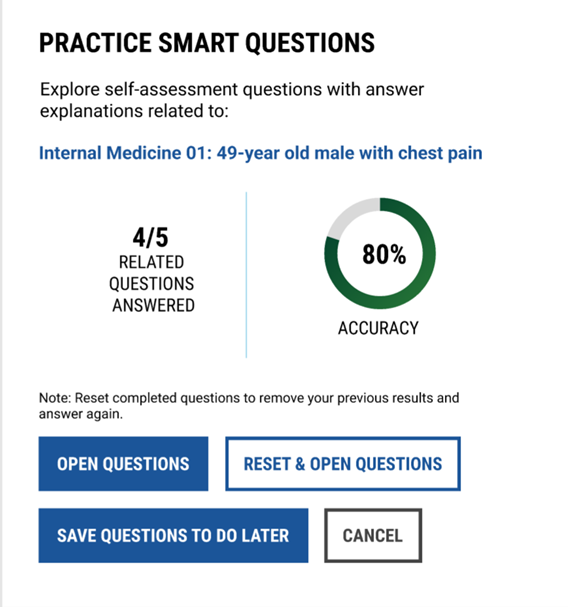 PRACTICE SMART QUESTIONS
Explore self-assessment questions with answer
explanations related to:
Internal Medicine 01: 49-year old male with chest pain
4/5
RELATED
QUESTIONS
ANSWERED
80%
ACCURACY
Note: Reset completed questions to remove your previous results and
answer again.
OPEN QUESTIONS
RESET & OPEN QUESTIONS
SAVE QUESTIONS TO DO LATER
CANCEL